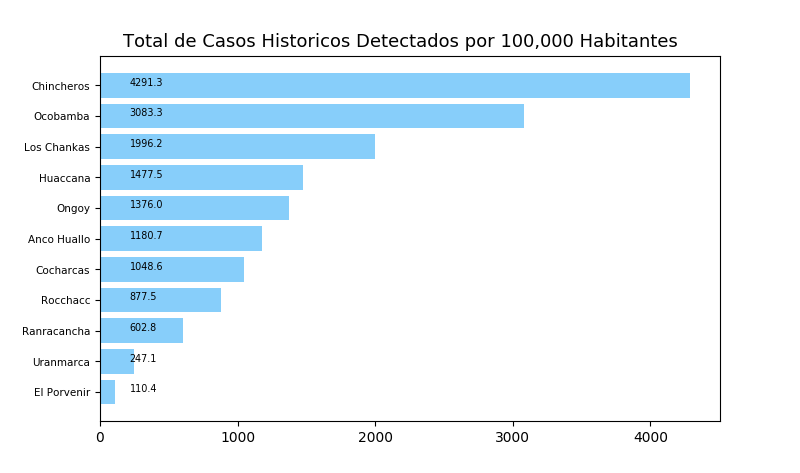 Total de Casos Historicos Detectados por 100,000 Habitantes
Chincheros 4291.3
Ocobamba 3083.3
Los Chankas 1996.2
Huaccana 1477.5
Ongoy 1376.0
Anco Huallo 1180.7
Cocharcas 1048.6
Rocchacc 877.5
Ranracancha 602.8
Uranmarca 247.1
El Porvenir 110.4
0 1000 2000 3000 4000